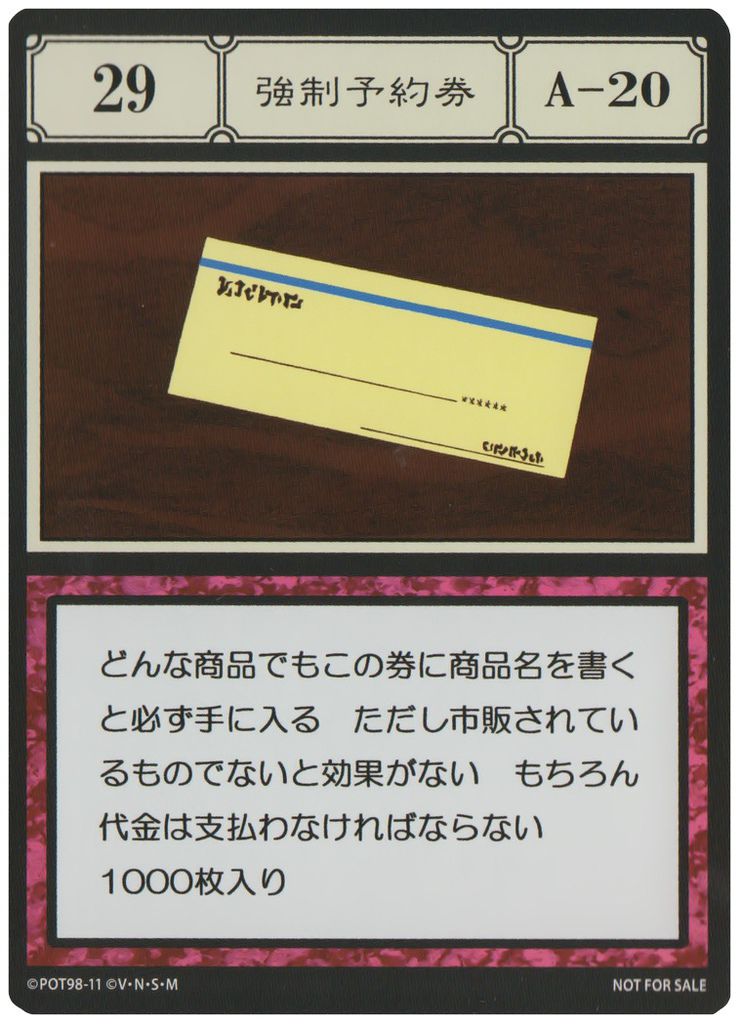 29
強制予約券
A-20
どんな商品でもこの券に商品名を書く
と必ず手に入る　ただし市販されてい
るものでないと効果がない　もちろん
代金は支払わなければならない
1000枚入り
©POT98-11 ©V・N・S・M
NOT FOR SALE